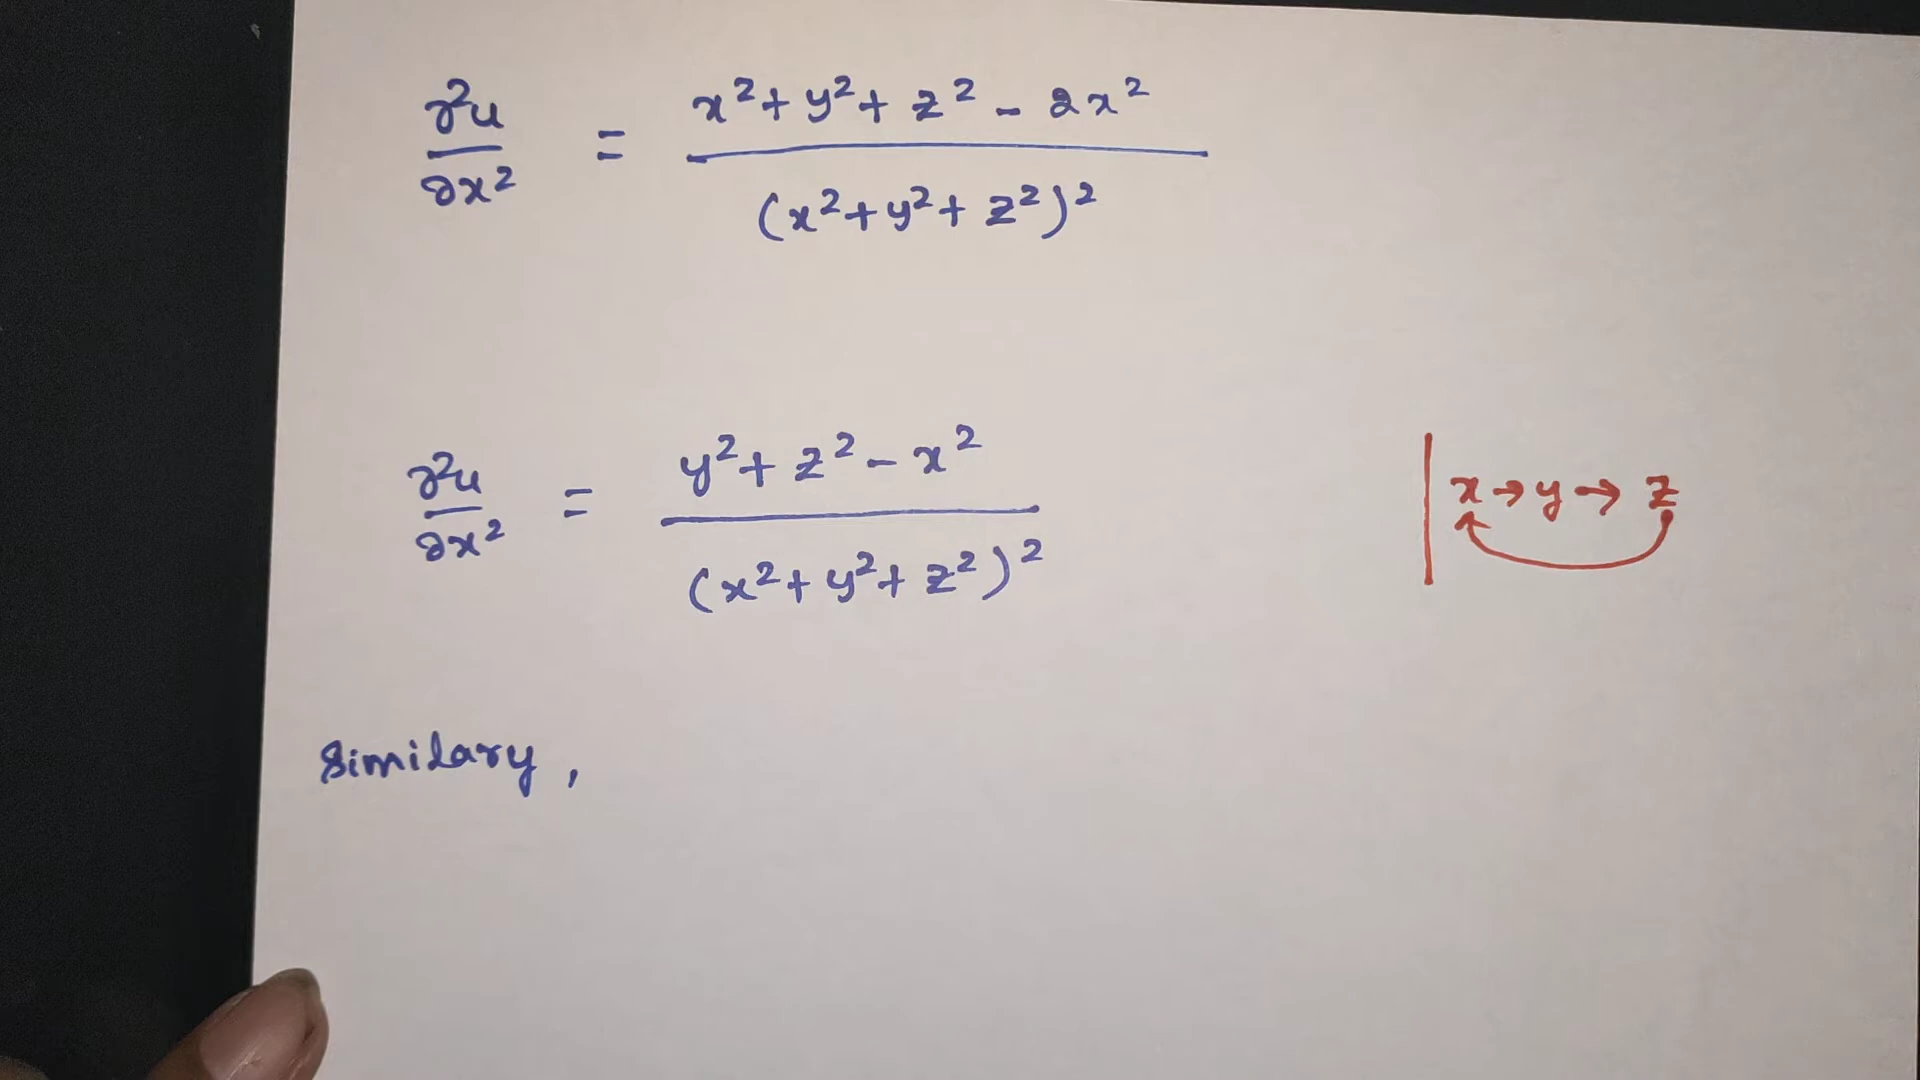 ∂²u/∂x² = (x² + y² + z² - 2x²)/(x² + y² + z²)²
∂²u/∂x² = (y² + z² - x²)/(x² + y² + z²)²
x → y → z
Similary,